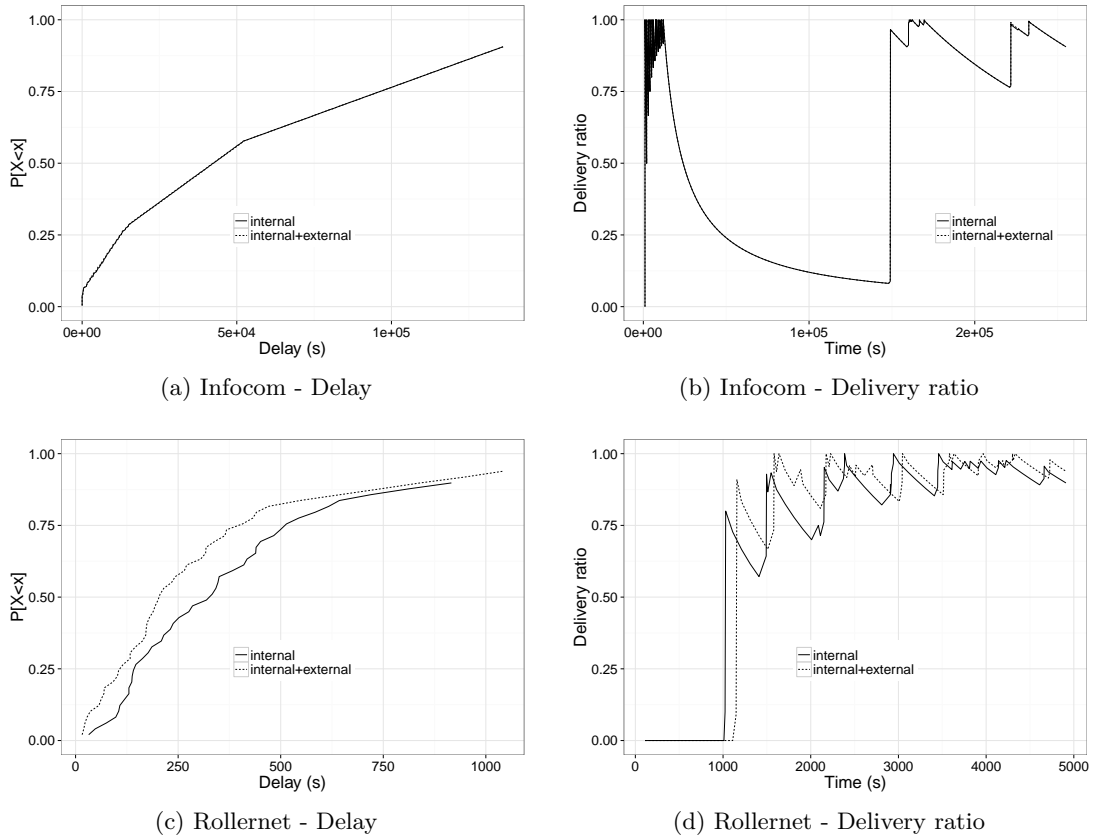 1.00
0.75
0.50
0.25
0.00
P[X<x]
internal
internal+external
0e+00
5e+04
1e+05
Delay (s)
(a) Infocom - Delay
1.00
0.75
0.50
0.25
0.00
Delivery ratio
internal
internal+external
0e+00
1e+05
2e+05
Time (s)
(b) Infocom - Delivery ratio
1.00
0.75
0.50
0.25
0.00
P[X<x]
internal
internal+external
0
250
500
750
1000
Delay (s)
(c) Rollernet - Delay
1.00
0.75
0.50
0.25
0.00
Delivery ratio
internal
internal+external
0
1000
2000
3000
4000
5000
Time (s)
(d) Rollernet - Delivery ratio